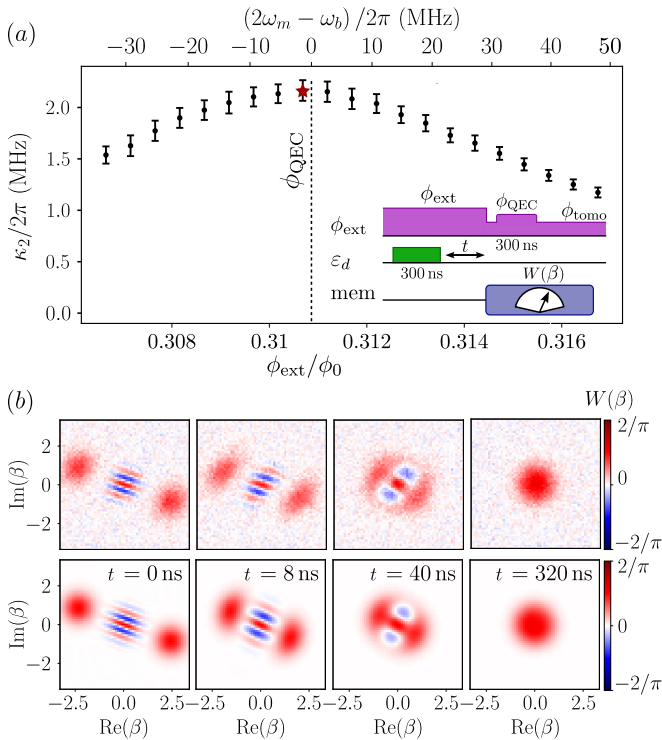 (a)
(2ω_m − ω_b)/2π (MHz)
−30 −20 −10 0 10 20 30 40 50
κ₂/2π (MHz)
2.0
1.5
1.0
0.5
0.0
ϕ_QEC
ϕ_ext
ϕ_QEC
ϕ_tomo
ϕ_ext
300 ns
ε_d
t
300 ns
W(β)
mem
0.308 0.31 0.312 0.314 0.316
ϕ_ext/ϕ₀
(b)
W(β)
Im(β)
2
0
−2
2/π
0
−2/π
t = 0 ns
t = 8 ns
t = 40 ns
t = 320 ns
Im(β)
2
0
−2
2/π
0
−2/π
−2.5 0.0 2.5
−2.5 0.0 2.5
−2.5 0.0 2.5
−2.5 0.0 2.5
Re(β)
Re(β)
Re(β)
Re(β)